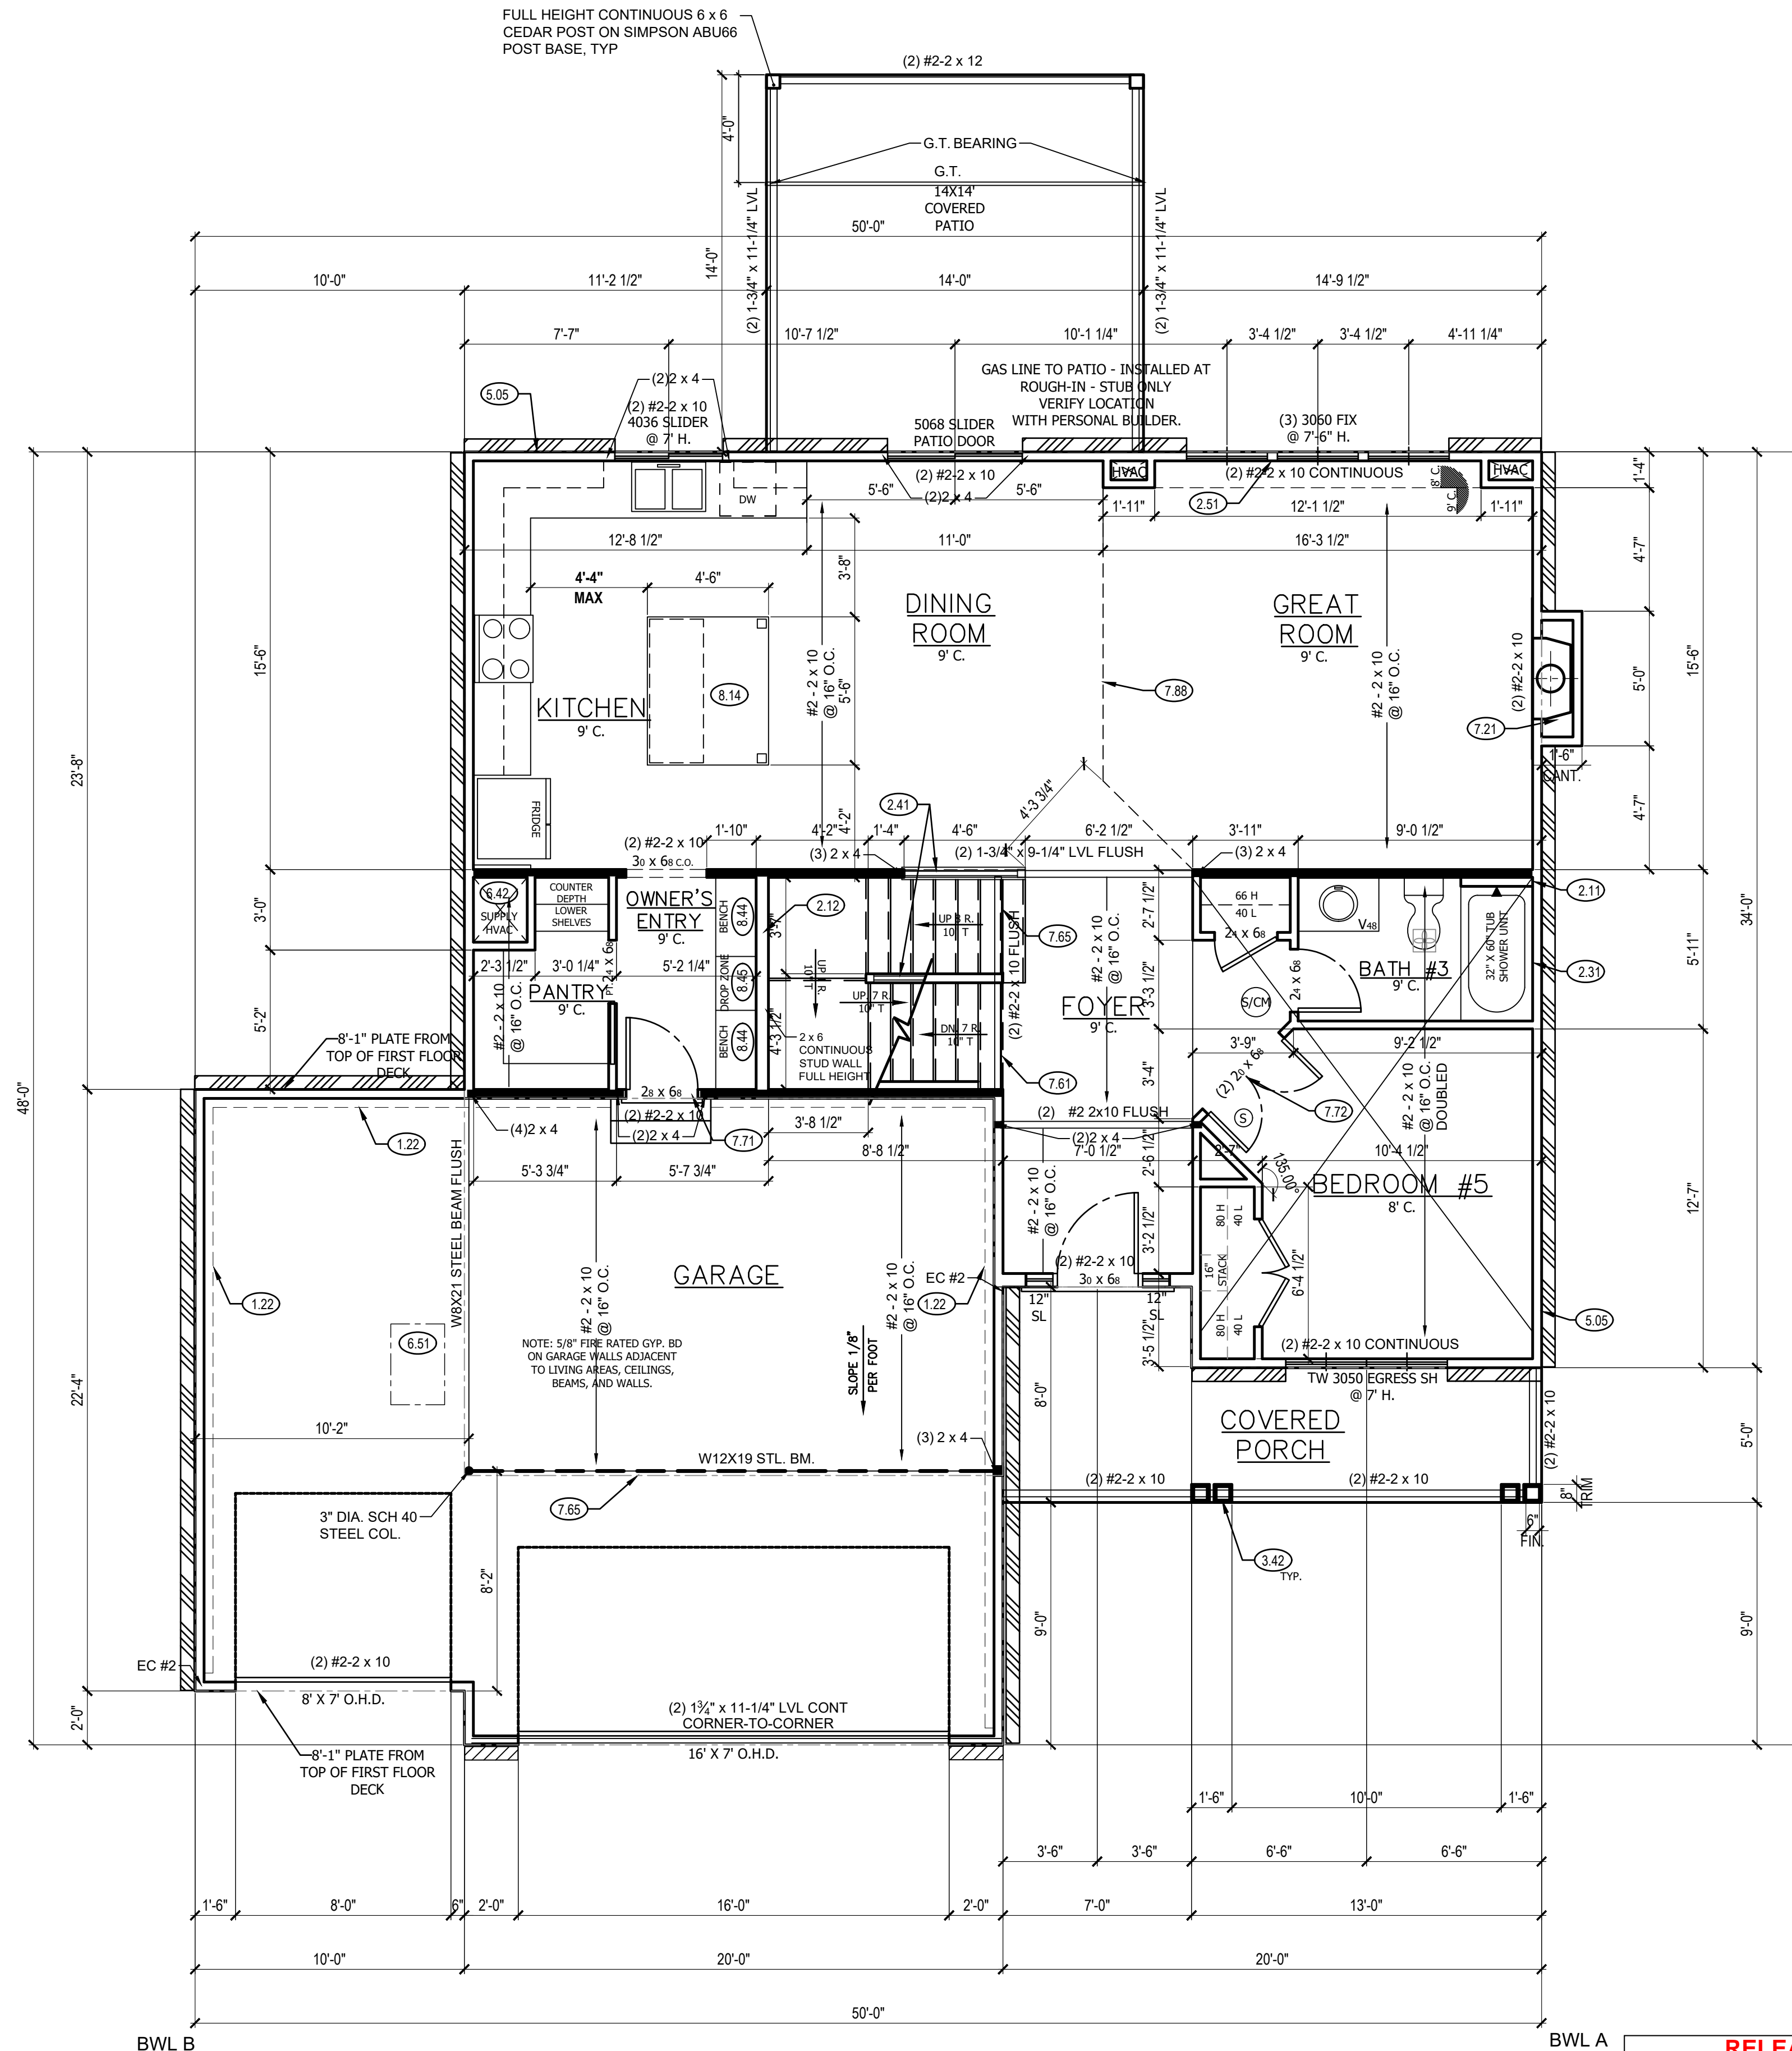 FULL HEIGHT CONTINUOUS 6 x 6
CEDAR POST ON SIMPSON ABU66
POST BASE, TYP
(2) #2-2 x 12
4'-0"
G.T. BEARING
G.T.
14X14'
COVERED
PATIO
(2) 1-3/4" x 11-1/4" LVL
(2) 1-3/4" x 11-1/4" LVL
14'-0"
50'-0"
10'-0"
11'-2 1/2"
14'-0"
14'-9 1/2"
7'-7"
10'-7 1/2"
10'-1 1/4"
3'-4 1/2"
3'-4 1/2"
4'-11 1/4"
GAS LINE TO PATIO - INSTALLED AT
ROUGH-IN - STUB ONLY
VERIFY LOCATION
WITH PERSONAL BUILDER.
5.05
(2)2 x 4
(2) #2-2 x 10
4036 SLIDER
@ 7' H.
5068 SLIDER
PATIO DOOR
(3) 3060 FIX
@ 7'-6" H.
(2) #2-2 x 10
(2)2 x 4
5'-6"
5'-6"
HVAC
(2) #2-2 x 10 CONTINUOUS
HVAC
8' C.
9' C.
2.51
1'-11"
12'-1 1/2"
1'-11"
DW
12'-8 1/2"
11'-0"
16'-3 1/2"
1'-4"
4'-7"
5'-0"
4'-7"
15'-6"
34'-0"
4'-4"
MAX
4'-6"
3'-8"
5'-6"
4'-2"
DINING
ROOM
9' C.
GREAT
ROOM
9' C.
#2 - 2 x 10
@ 16" O.C.
#2 - 2 x 10
@ 16" O.C.
(2) #2-2 x 10
8.14
7.88
7.21
1'-6"
CANT.
KITCHEN
9' C.
FRIDGE
15'-6"
23'-8"
48'-0"
2.41
4'-3 3/4"
1'-10"
4'-2"
1'-4"
4'-6"
6'-2 1/2"
3'-11"
9'-0 1/2"
(2) #2-2 x 10
30 x 68 C.O.
(3) 2 x 4
(2) 1-3/4" x 9-1/4" LVL FLUSH
(3) 2 x 4
6.42
SUPPLY
HVAC
COUNTER
DEPTH
LOWER
SHELVES
OWNER'S
ENTRY
9' C.
BENCH
8.44
DROP ZONE
8.45
BENCH
8.44
2.12
3'-7"
4'-3 1/2"
UP 8 R.
10" T
UP. 7 R.
10" T
DN. 7 R.
10" T
7.65
7.61
(2) #2-2 x 10 FLUSH
2 x 6
CONTINUOUS
STUD WALL
FULL HEIGHT
3'-0"
5'-2"
2'-3 1/2"
3'-0 1/4"
5'-2 1/4"
PT. 24 x 68
PANTRY
9' C.
#2 - 2 x 10
@ 16" O.C.
FOYER
9' C.
#2 - 2 x 10
@ 16" O.C.
2'-7 1/2"
3'-3 1/2"
3'-4"
2'-6 1/2"
3'-2 1/2"
3'-5 1/2"
66 H
40 L
24 x 68
24 x 68
V48
BATH #3
9' C.
32" X 60" TUB
SHOWER UNIT
2.11
2.31
5'-11"
S/CM
3'-9"
9'-2 1/2"
(2) 20 x 68
7.72
S
#2 - 2 x 10
@ 16" O.C.
DOUBLED
8'-1" PLATE FROM
TOP OF FIRST FLOOR
DECK
28 x 68
(2) #2-2 x 10
(2)2 x 4
(4)2 x 4
7.71
1.22
3'-8 1/2"
8'-8 1/2"
5'-3 3/4"
5'-7 3/4"
(2) #2 2x10 FLUSH
(2)2 x 4
7'-0 1/2"
2'-7"
10'-4 1/2"
135.00°
BEDROOM #5
8' C.
12'-7"
80 H
40 L
16"
STACK
80 H
40 L
6'-4 1/2"
W8X21 STEEL BEAM FLUSH
#2 - 2 x 10
@ 16" O.C.
#2 - 2 x 10
@ 16" O.C.
#2 - 2 x 10
@ 16" O.C.
GARAGE
1.22
EC #2
1.22
6.51
NOTE: 5/8" FIRE RATED GYP. BD
ON GARAGE WALLS ADJACENT
TO LIVING AREAS, CEILINGS,
BEAMS, AND WALLS.
SLOPE 1/8"
PER FOOT
(2) #2-2 x 10
30 x 68
12"
SL
12"
SL
(2) #2-2 x 10 CONTINUOUS
TW 3050 EGRESS SH
@ 7' H.
5.05
22'-4"
10'-2"
8'-0"
COVERED
PORCH
(2) #2-2 x 10
5'-0"
W12X19 STL. BM.
(3) 2 x 4
(2) #2-2 x 10
(2) #2-2 x 10
8"
TRIM
6"
FIN.
3" DIA. SCH 40
STEEL COL.
7.65
3.42
TYP.
8'-2"
9'-0"
9'-0"
EC #2
(2) #2-2 x 10
8' X 7' O.H.D.
2'-0"
(2) 1¾" x 11-1/4" LVL CONT
CORNER-TO-CORNER
16' X 7' O.H.D.
8'-1" PLATE FROM
TOP OF FIRST FLOOR
DECK
1'-6"
10'-0"
1'-6"
3'-6"
3'-6"
6'-6"
6'-6"
1'-6"
8'-0"
6"
2'-0"
16'-0"
2'-0"
7'-0"
13'-0"
10'-0"
20'-0"
20'-0"
50'-0"
BWL B
BWL A